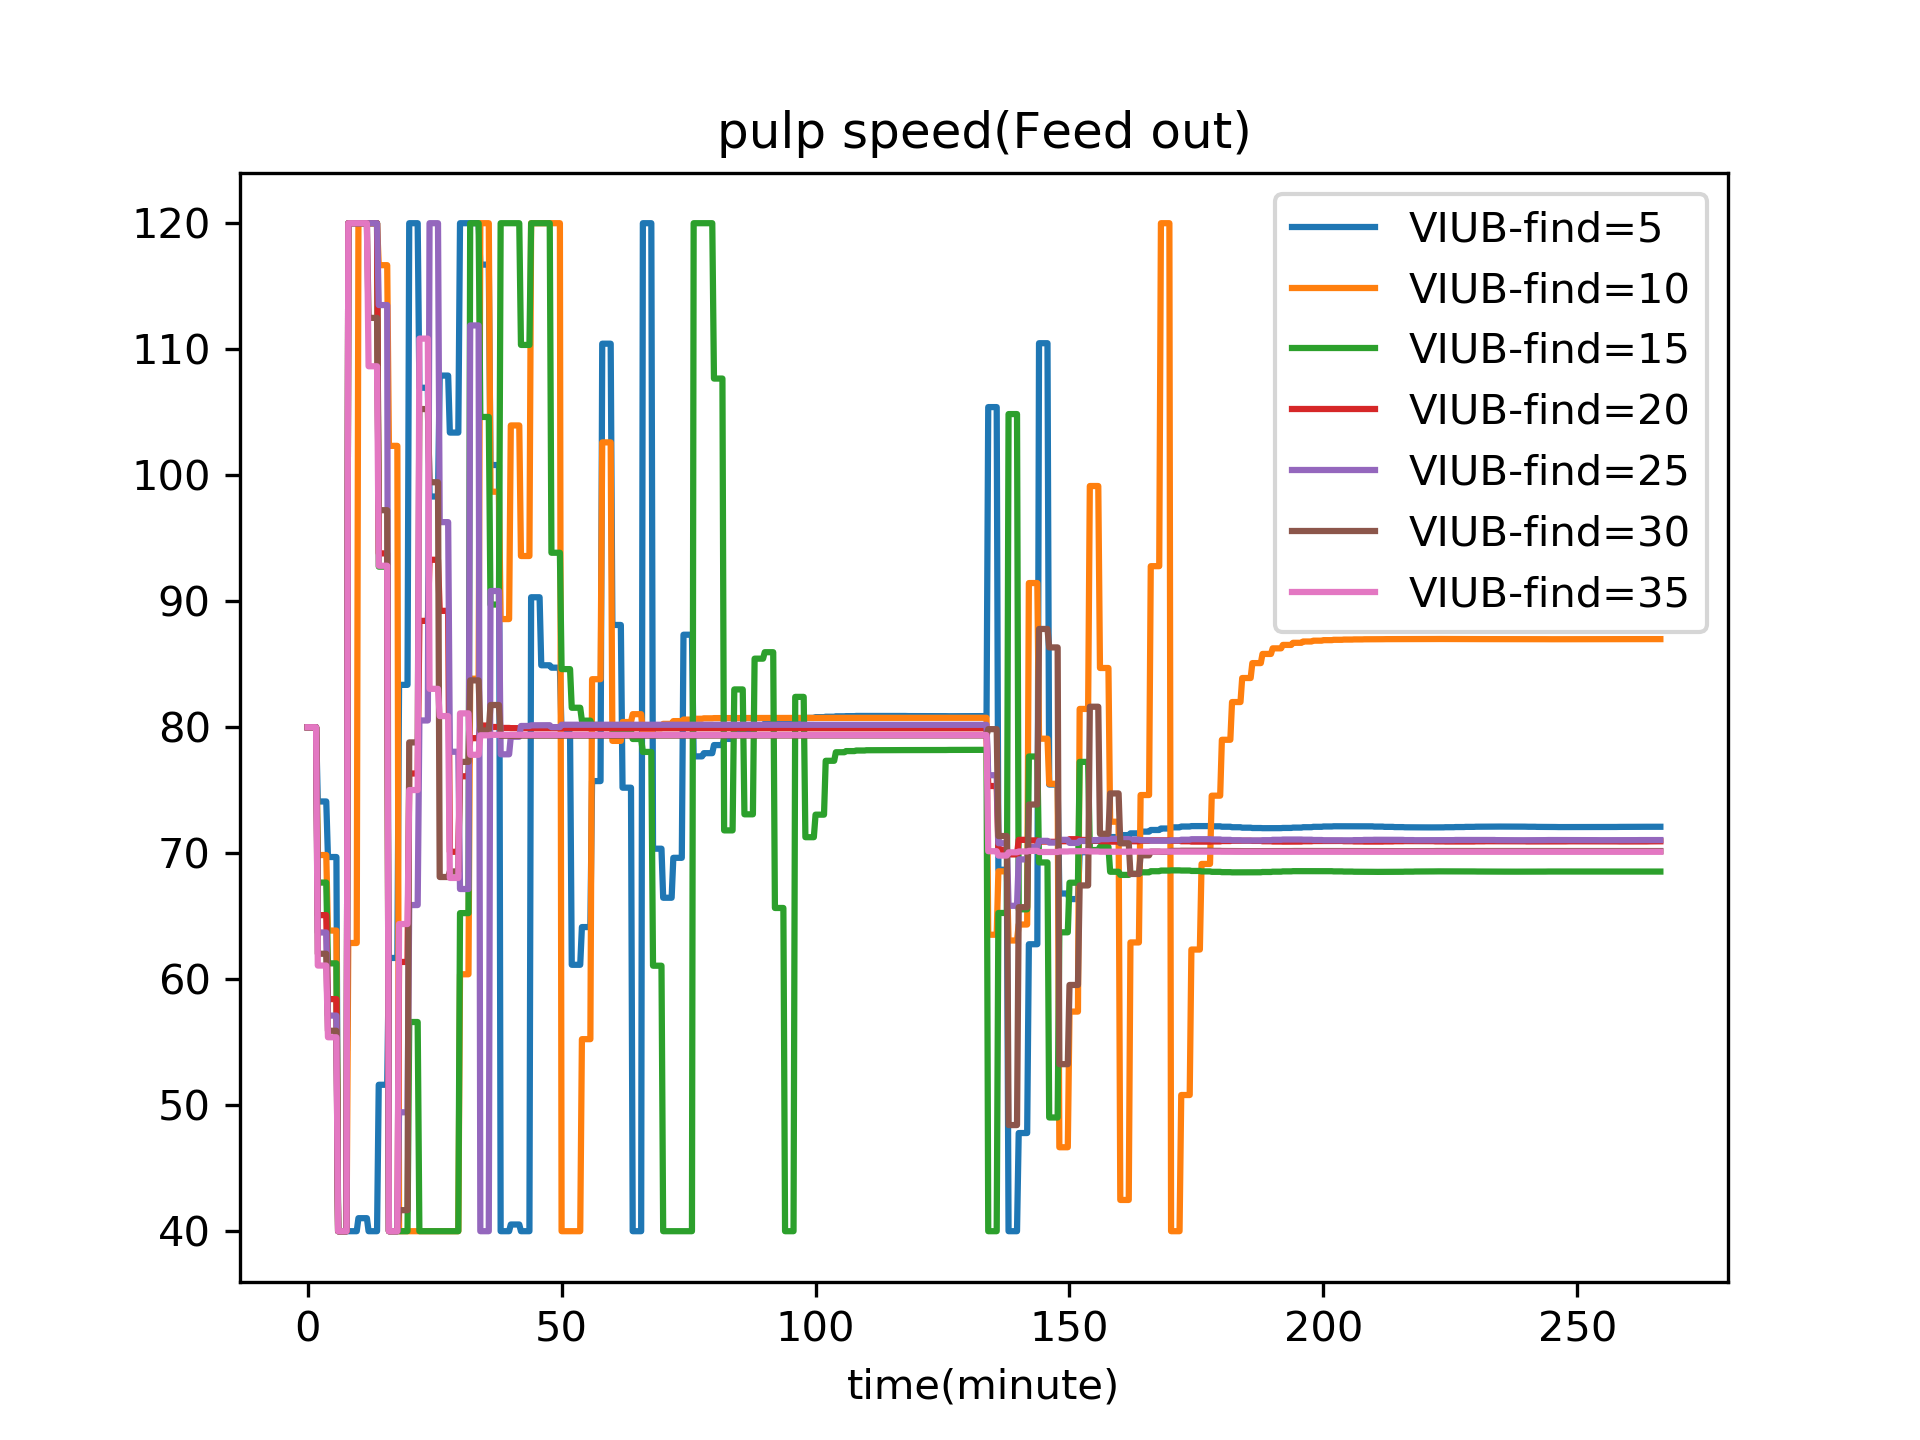 pulp speed(Feed out)
120
110
100
90
80
70
60
50
40
VIUB-find=5
VIUB-find=10
VIUB-find=15
VIUB-find=20
VIUB-find=25
VIUB-find=30
VIUB-find=35
0 50 100 150 200 250
time(minute)